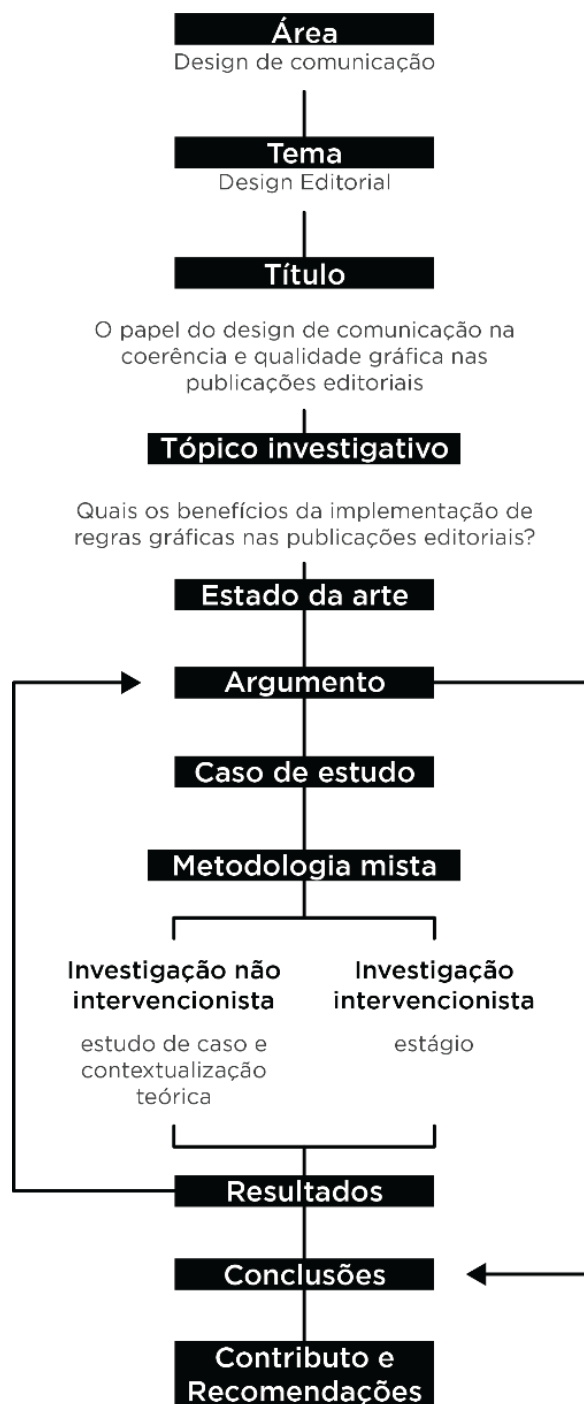 Área
Design de comunicação
Tema
Design Editorial
Título
O papel do design de comunicação na
coerência e qualidade gráfica nas
publicações editoriais
Tópico investigativo
Quais os benefícios da implementação de
regras gráficas nas publicações editoriais?
Estado da arte
Argumento
Caso de estudo
Metodologia mista
Investigação não
intervencionista
estudo de caso e
contextualização
teórica
Investigação
intervencionista
estágio
Resultados
Conclusões
Contributo e
Recomendações